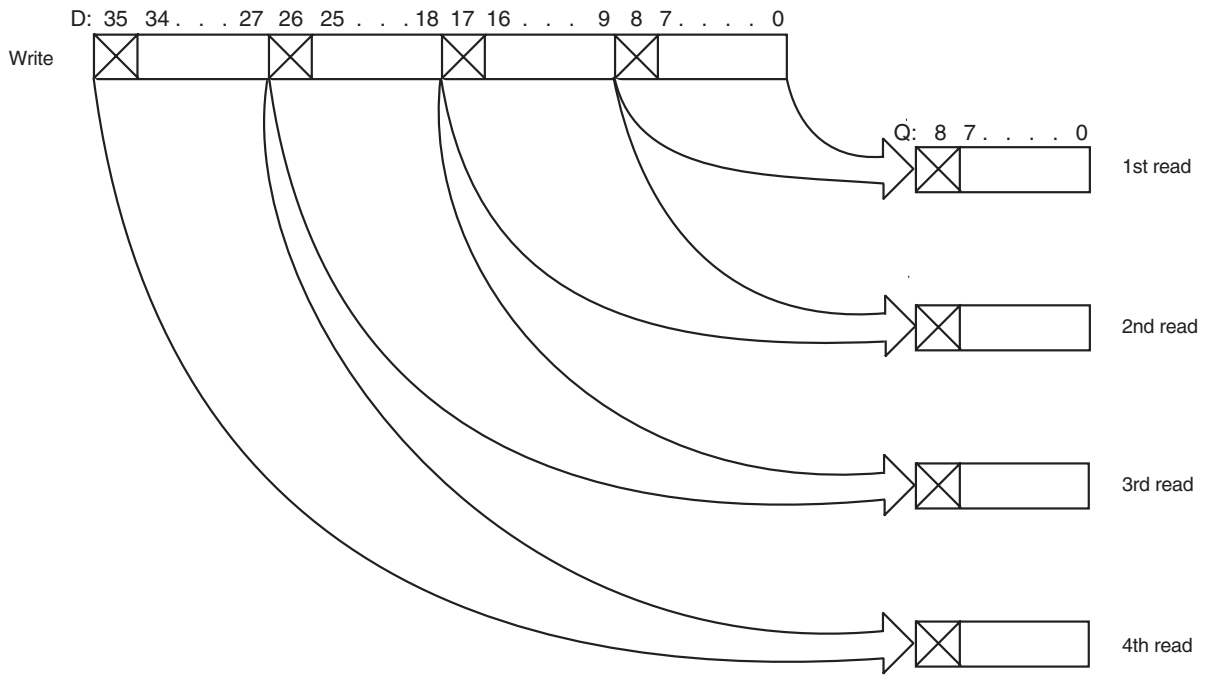 D: 35 34 . . . 27 26 25 . . . 18 17 16 . . . 9 8 7 . . . . 0
Write
Q: 8 7 . . . . 0
1st read
2nd read
3rd read
4th read